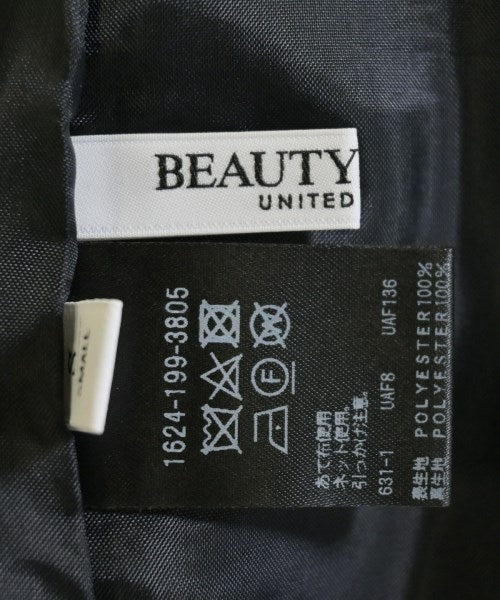 BEAUTY
UNITED
SMALL
1624-199-3805
F
あて布使用
ネット使用
引っかけ注意
631-1 UAF8 UAF136
表生地 POLYESTER100%
裏生地 POLYESTER100%